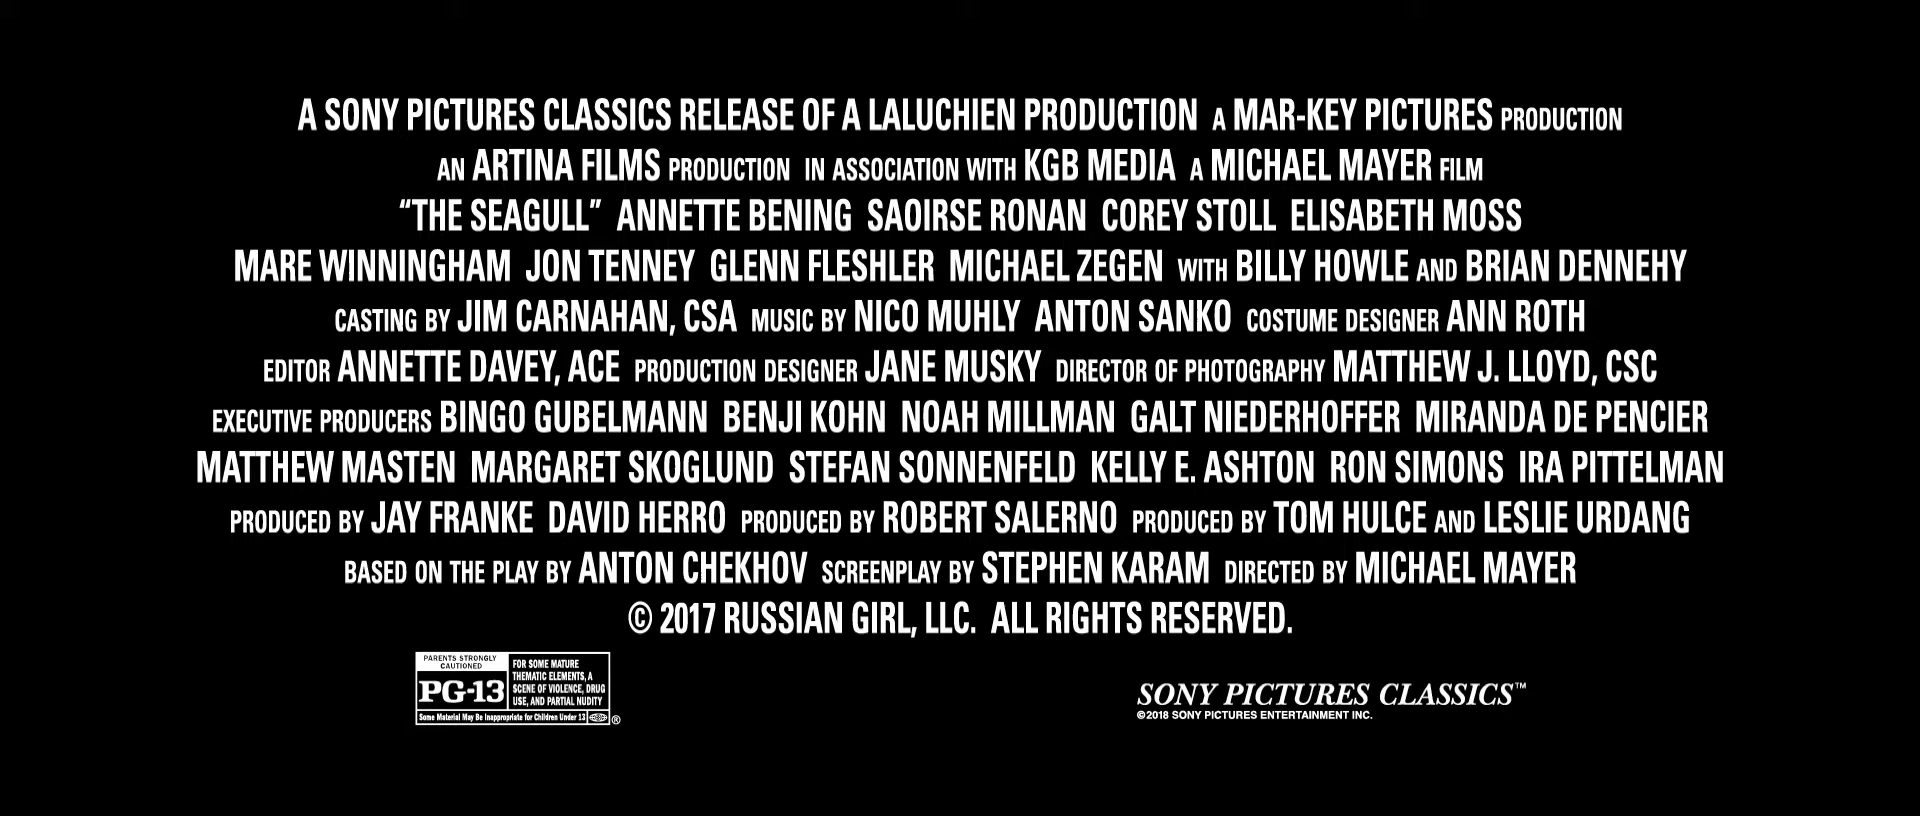 A SONY PICTURES CLASSICS RELEASE OF A LALUCHIEN PRODUCTION A MAR-KEY PICTURES PRODUCTION
AN ARTINA FILMS PRODUCTION IN ASSOCIATION WITH KGB MEDIA A MICHAEL MAYER FILM
“THE SEAGULL” ANNETTE BENING SAOIRSE RONAN COREY STOLL ELISABETH MOSS
MARE WINNINGHAM JON TENNEY GLENN FLESHLER MICHAEL ZEGEN WITH BILLY HOWLE AND BRIAN DENNEHY
CASTING BY JIM CARNAHAN, CSA MUSIC BY NICO MUHLY ANTON SANKO COSTUME DESIGNER ANN ROTH
EDITOR ANNETTE DAVEY, ACE PRODUCTION DESIGNER JANE MUSKY DIRECTOR OF PHOTOGRAPHY MATTHEW J. LLOYD, CSC
EXECUTIVE PRODUCERS BINGO GUBELMANN BENJI KOHN NOAH MILLMAN GALT NIEDERHOFFER MIRANDA DE PENCIER
MATTHEW MASTEN MARGARET SKOGLUND STEFAN SONNENFELD KELLY E. ASHTON RON SIMONS IRA PITTELMAN
PRODUCED BY JAY FRANKE DAVID HERRO PRODUCED BY ROBERT SALERNO PRODUCED BY TOM HULCE AND LESLIE URDANG
BASED ON THE PLAY BY ANTON CHEKHOV SCREENPLAY BY STEPHEN KARAM DIRECTED BY MICHAEL MAYER
© 2017 RUSSIAN GIRL, LLC. ALL RIGHTS RESERVED.
PARENTS STRONGLY
CAUTIONED
PG-13
FOR SOME MATURE
THEMATIC ELEMENTS, A
SCENE OF VIOLENCE, DRUG
USE, AND PARTIAL NUDITY
Some Material May Be Inappropriate for Children Under 13 ®
SONY PICTURES CLASSICS™
©2018 SONY PICTURES ENTERTAINMENT INC.